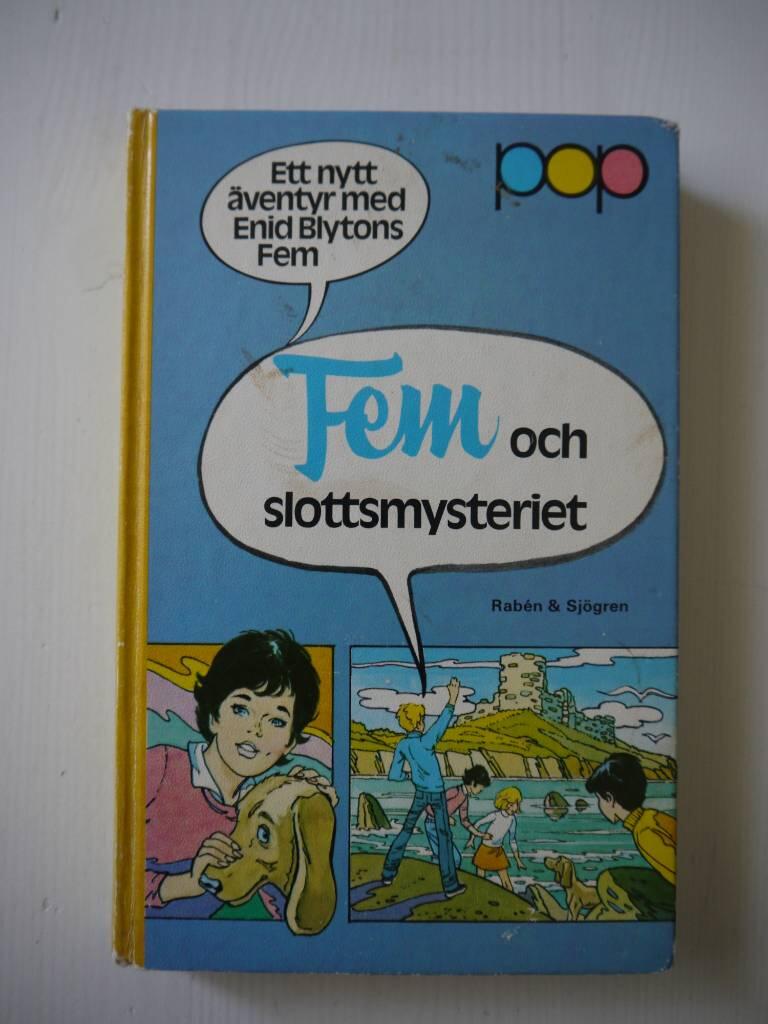 Ett nytt
äventyr med
Enid Blytons
Fem
pop
Fem och
slottsmysteriet
Rabén & Sjögren